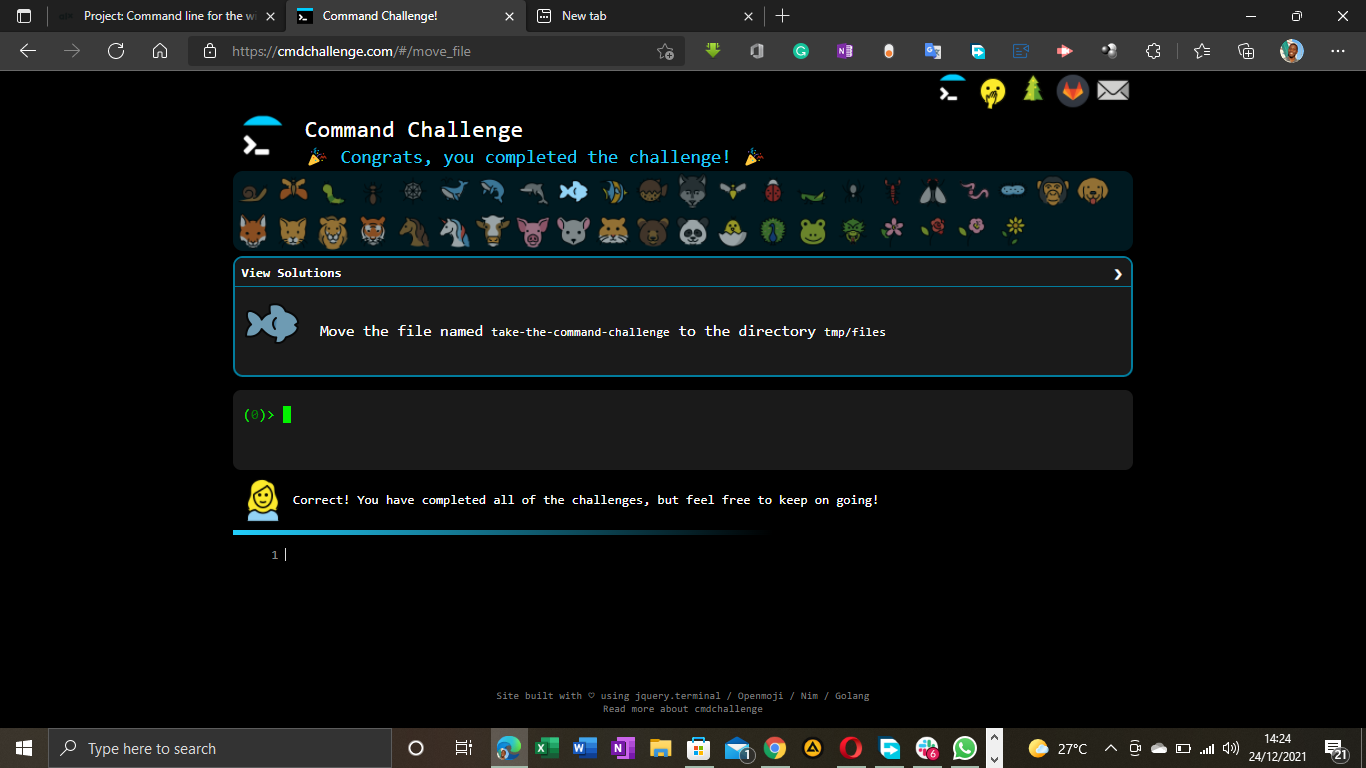 Project: Command line for the wi
Command Challenge!
New tab
https://cmdchallenge.com/#/move_file
Command Challenge
Congrats, you completed the challenge!
View Solutions
Move the file named take-the-command-challenge to the directory tmp/files
(0)>
Correct! You have completed all of the challenges, but feel free to keep on going!
1
Site built with ♡ using jquery.terminal / Openmoji / Nim / Golang
Read more about cmdchallenge
Type here to search
1
6
27°C
14:24
24/12/2021
21